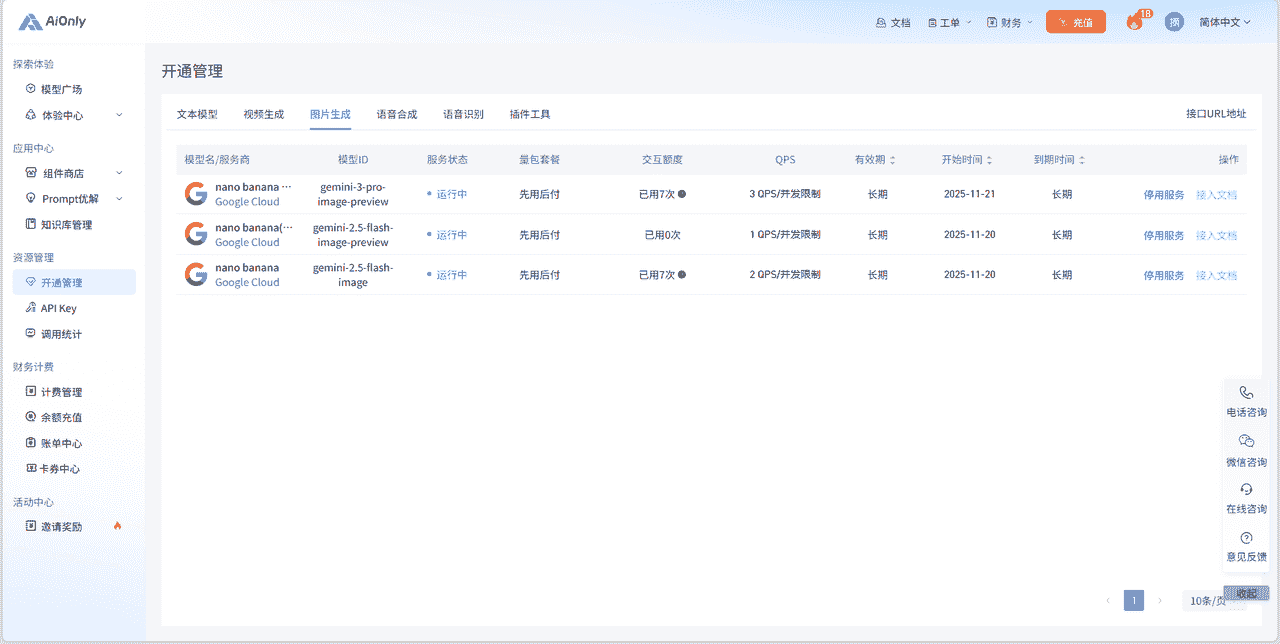 AiOnly
文档
工单
财务
充值
18
简体中文
探索体验
模型广场
体验中心
应用中心
组件商店
Prompt优解
知识库管理
资源管理
开通管理
API Key
调用统计
财务计费
计费管理
余额充值
账单中心
卡券中心
活动中心
邀请奖励
开通管理
文本模型 视频生成 图片生成 语音合成 语音识别 插件工具 接口URL地址
模型名/服务商 模型ID 服务状态 量包套餐 交互额度 QPS 有效期 开始时间 到期时间 操作
nano banana ··· gemini-3-pro-
Google Cloud image-preview 运行中 先用后付 已用7次 3 QPS/开发限制 长期 2025-11-21 长期 停用服务 接入文档
nano banana(··· gemini-2.5-flash-
Google Cloud image-preview 运行中 先用后付 已用0次 1 QPS/开发限制 长期 2025-11-20 长期 停用服务 接入文档
nano banana gemini-2.5-flash-
Google Cloud image 运行中 先用后付 已用7次 2 QPS/开发限制 长期 2025-11-20 长期 停用服务 接入文档
电话咨询
微信咨询
在线咨询
意见反馈
收起
1
10条/页